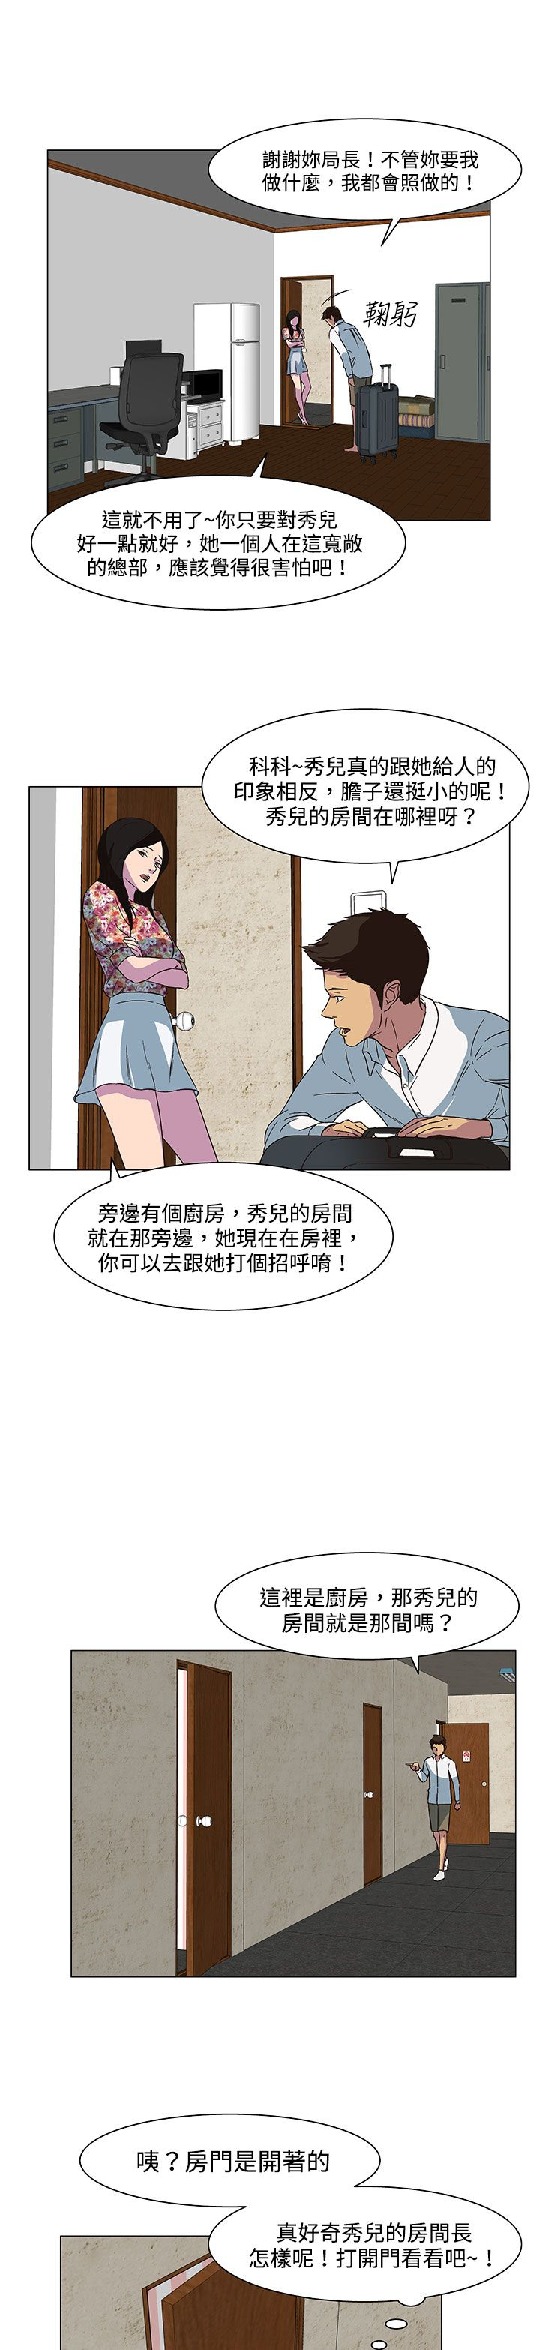 謝謝妳局長！不管妳要我
做什麼，我都會照做的！
鞠躬
這就不用了~你只要對秀兒
好一點就好，她一個人在這寬敞
的總部，應該覺得很害怕吧！
科科~秀兒真的跟她給人的
印象相反，膽子還挺小的呢！
秀兒的房間在哪裡呀？
旁邊有個廚房，秀兒的房間
就在那旁邊，她現在在房裡，
你可以去跟她打個招呼唷！
這裡是廚房，那秀兒的
房間就是那間嗎？
咦？房門是開著的
真好奇秀兒的房間長
怎樣呢！打開門看看吧~！